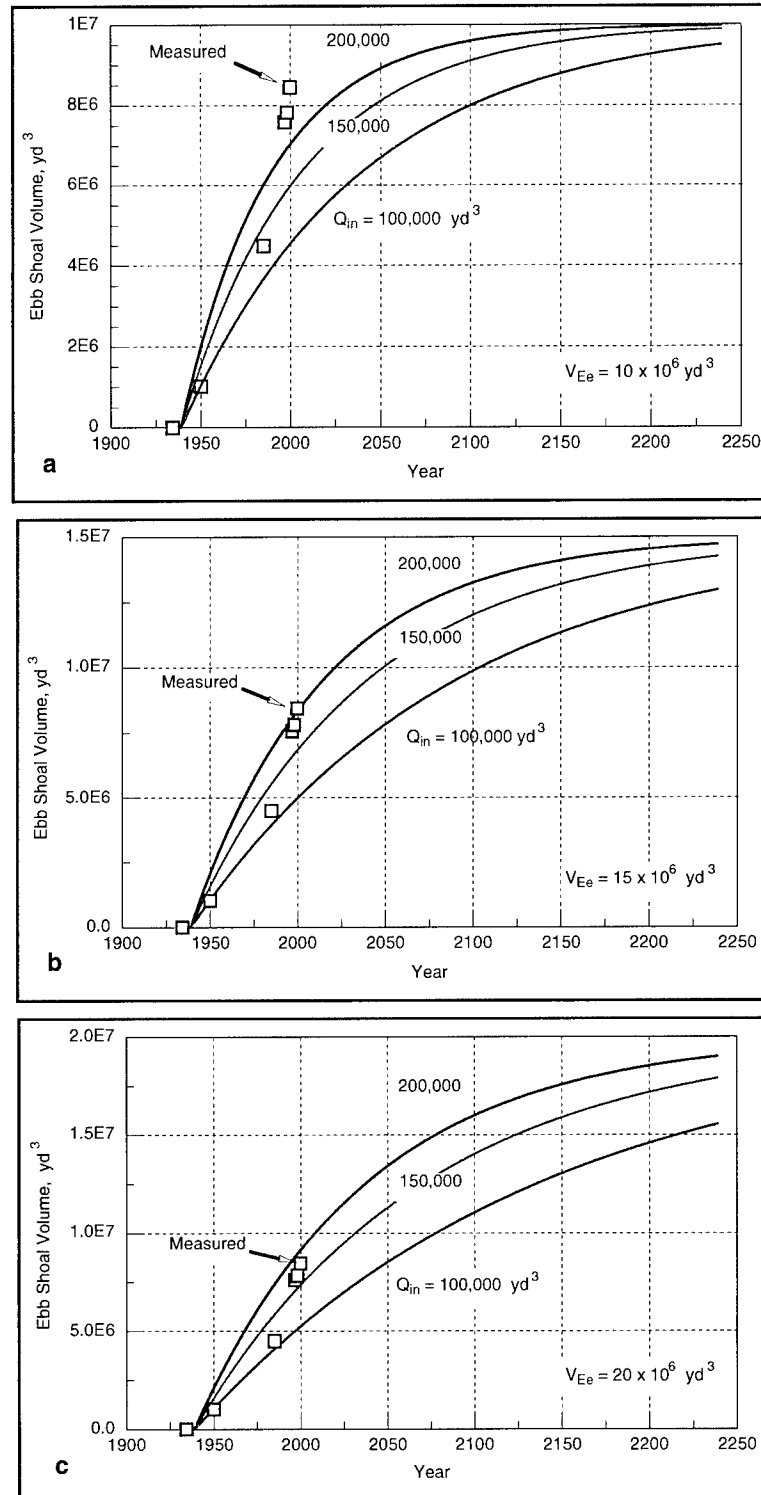 1E7
200,000
Measured
8E6
150,000
6E6
Q_in = 100,000 yd³
4E6
2E6
V_Ee = 10 x 10⁶ yd³
0
1900 1950 2000 2050 2100 2150 2200 2250
Ebb Shoal Volume, yd³
Year
a
1.5E7
200,000
150,000
1.0E7
Measured
Q_in = 100,000 yd³
5.0E6
V_Ee = 15 x 10⁶ yd³
0.0
1900 1950 2000 2050 2100 2150 2200 2250
Ebb Shoal Volume, yd³
Year
b
2.0E7
200,000
1.5E7
150,000
Measured
1.0E7
Q_in = 100,000 yd³
5.0E6
V_Ee = 20 x 10⁶ yd³
0.0
1900 1950 2000 2050 2100 2150 2200 2250
Ebb Shoal Volume, yd³
Year
c